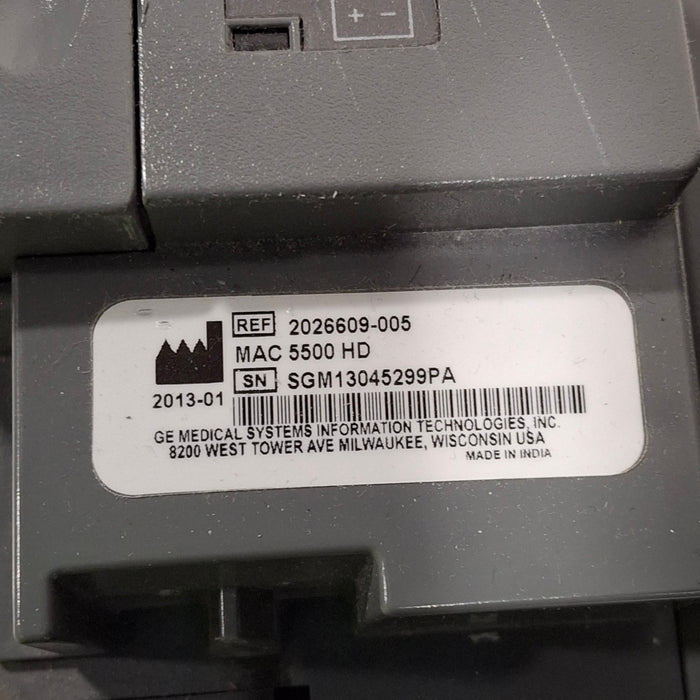 + −
REF 2026609-005
MAC 5500 HD
SN SGM13045299PA
2013-01
GE MEDICAL SYSTEMS INFORMATION TECHNOLOGIES, INC.
8200 WEST TOWER AVE MILWAUKEE, WISCONSIN USA
MADE IN INDIA